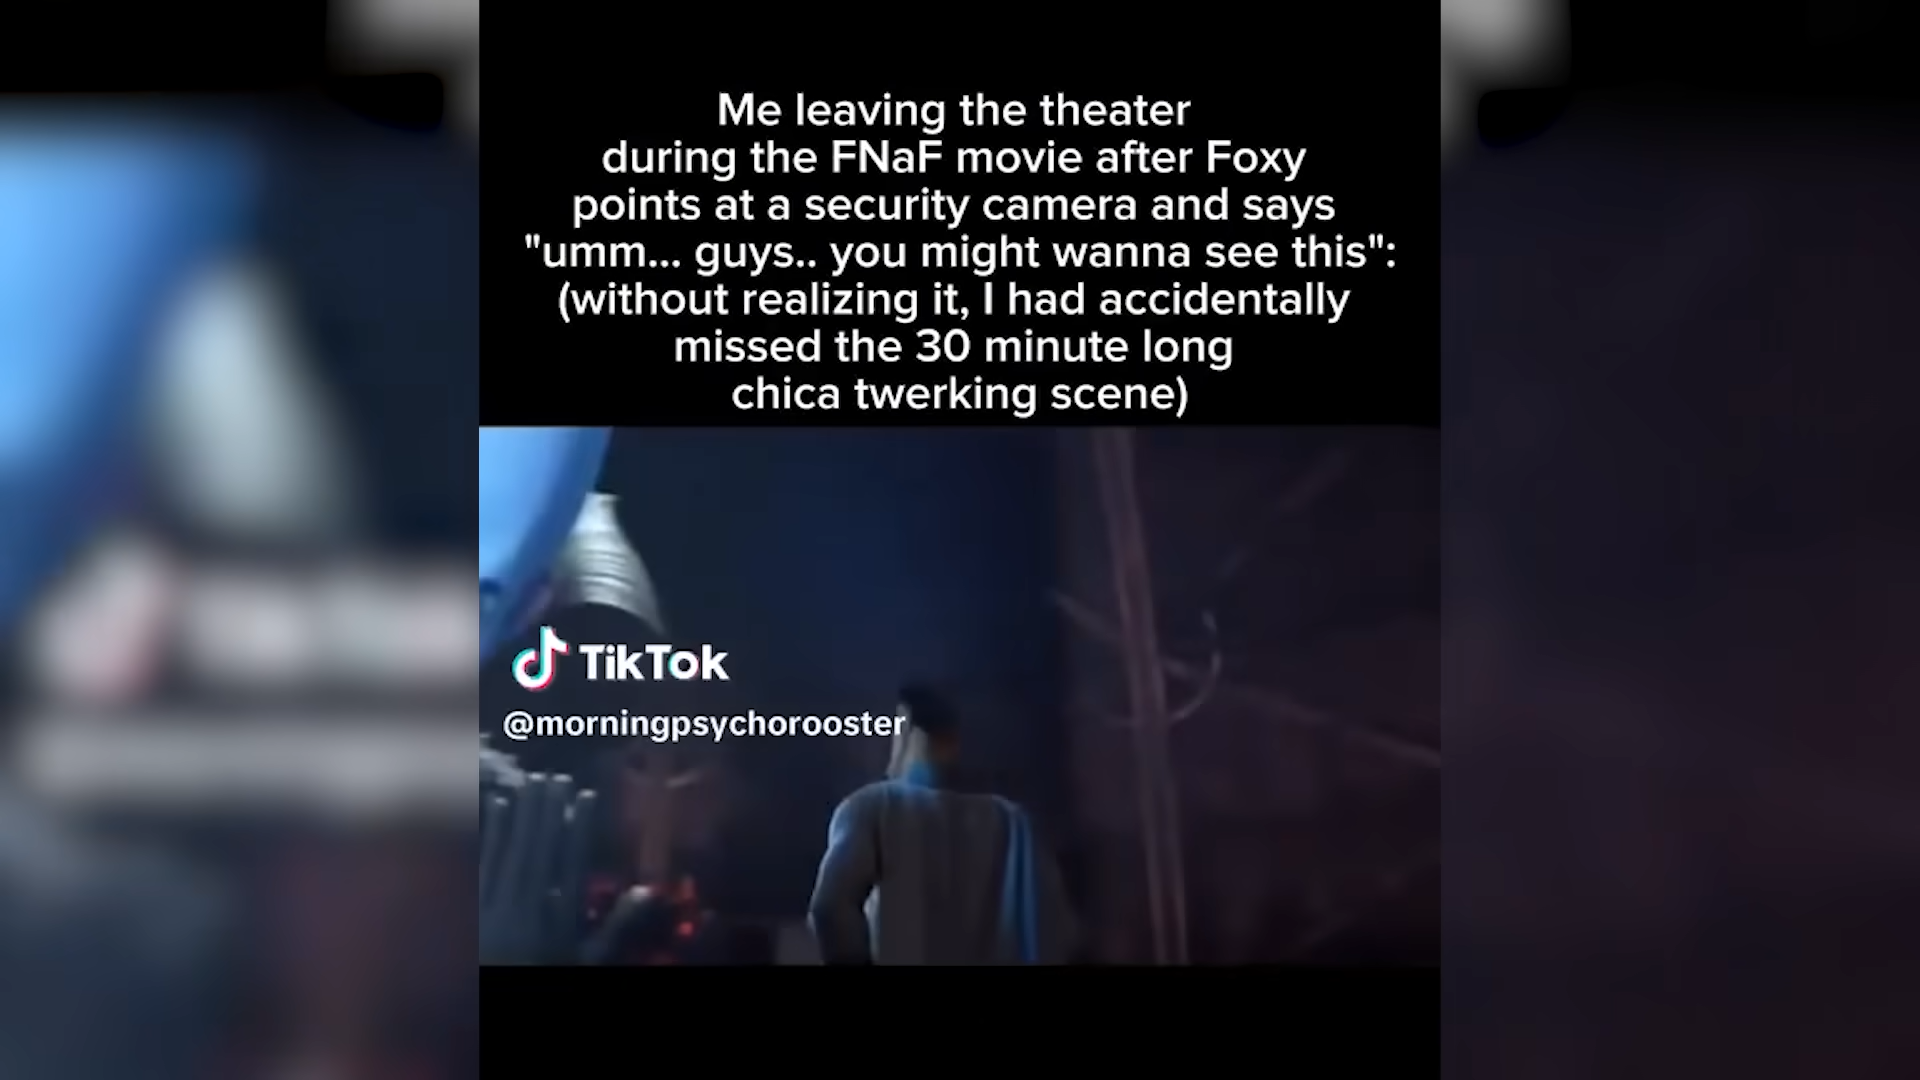 Me leaving the theater
during the FNaF movie after Foxy
points at a security camera and says
"umm... guys.. you might wanna see this":
(without realizing it, I had accidentally
missed the 30 minute long
chica twerking scene)
TikTok
@morningpsychorooster